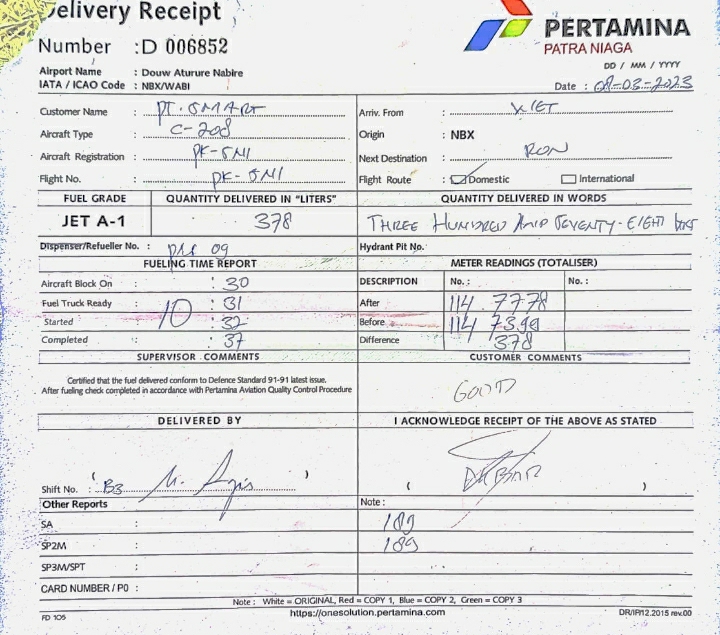 Delivery Receipt
Number : D 006852
PERTAMINA
PATRA NIAGA
Airport Name : Douw Aturure Nabire
IATA / ICAO Code : NBX/WABI
DD / MM / YYYY
Date : 08-03-2023
Customer Name : PT. SMART
Arriv. From :
Aircraft Type : C-208
Origin : NBX
Aircraft Registration : PK-SNI
Next Destination : RON
Flight No. : PK-SNI
Flight Route : Domestic International
FUEL GRADE QUANTITY DELIVERED IN "LITERS" QUANTITY DELIVERED IN WORDS
JET A-1 378 THREE HUNDRED AND SEVENTY-EIGHT
Dispenser/Refueller No. : 09
Hydrant Pit No.
FUELING TIME REPORT METER READINGS (TOTALISER)
Aircraft Block On : 30
DESCRIPTION No. : No. :
Fuel Truck Ready : 31
After 114 77.78
Started 10 : 32
Before 114 73.99
Completed : 37
Difference 378
SUPERVISOR COMMENTS CUSTOMER COMMENTS
Certified that the fuel delivered conform to Defence Standard 91-91 latest issue.
After fueling check completed in accordance with Pertamina Aviation Quality Control Procedure
GOOD
DELIVERED BY I ACKNOWLEDGE RECEIPT OF THE ABOVE AS STATED
Shift No. : B3 ( ) ( )
Other Reports Note :
SA : 189
SP2M : 189
SP3M/SPT :
CARD NUMBER / PO :
Note : White = ORIGINAL, Red = COPY 1, Blue = COPY 2, Green = COPY 3
FD 105 https://onesolution.pertamina.com DR/IP/12.2015 rev.00